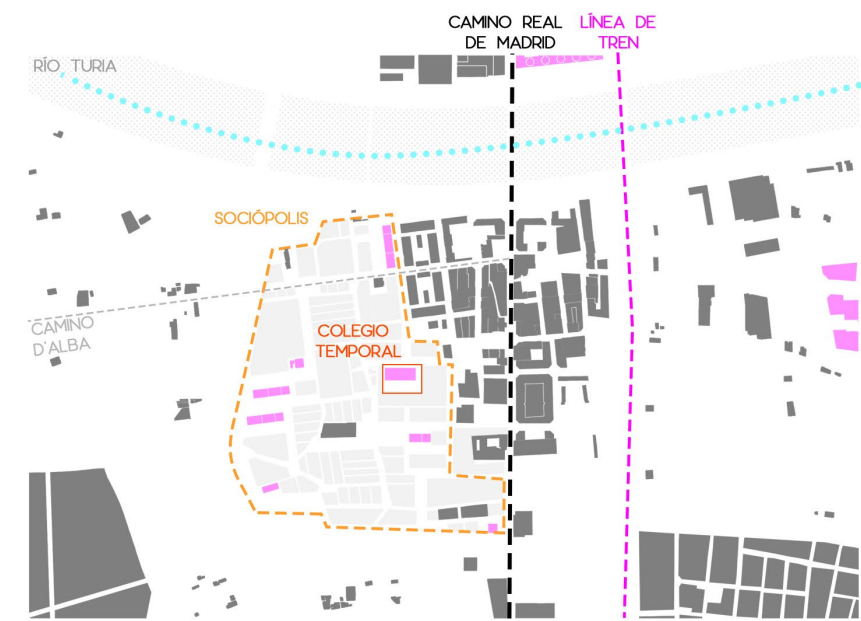 CAMINO REAL
DE MADRID
LÍNEA DE
TREN
RÍO TURIA
SOCIÓPOLIS
CAMINO
D'ALBA
COLEGIO
TEMPORAL